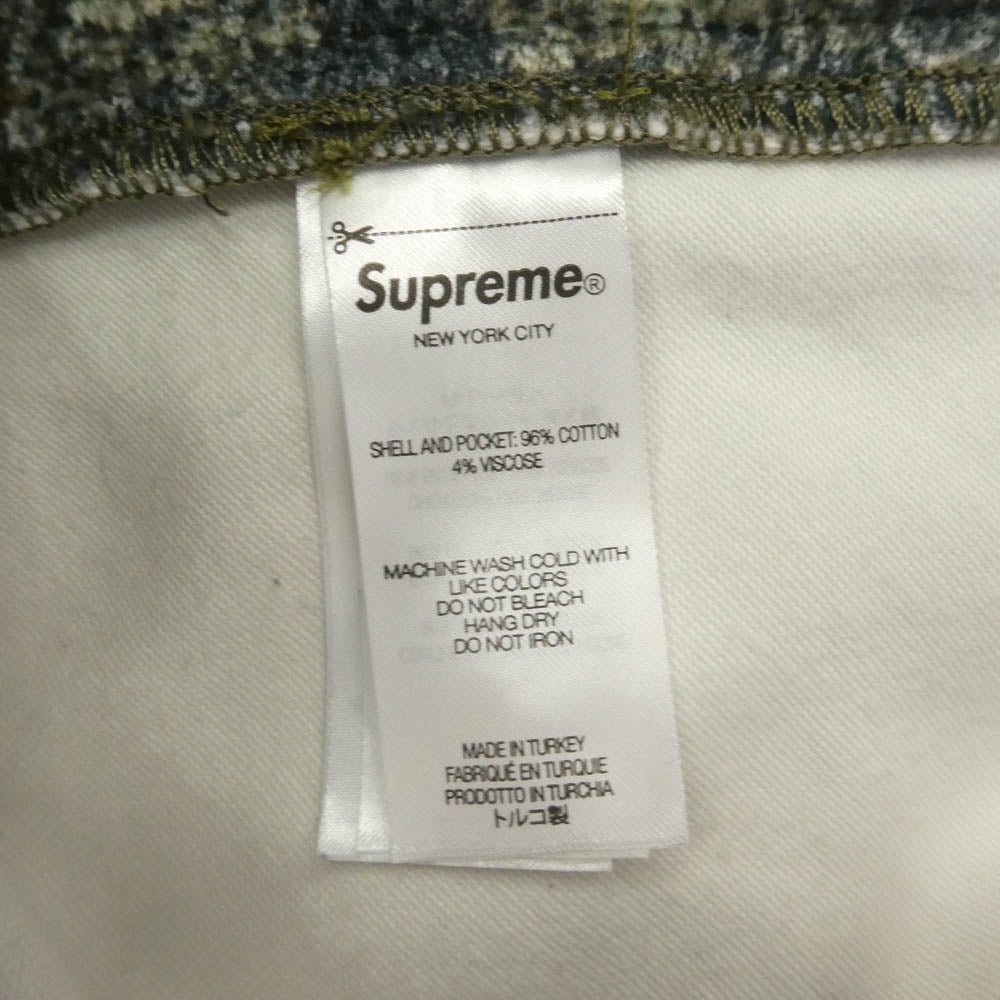 Supreme®
NEW YORK CITY
SHELL AND POCKET: 96% COTTON
4% VISCOSE
MACHINE WASH COLD WITH
LIKE COLORS
DO NOT BLEACH
HANG DRY
DO NOT IRON
MADE IN TURKEY
FABRIQUÉ EN TURQUIE
PRODOTTO IN TURCHIA
トルコ製